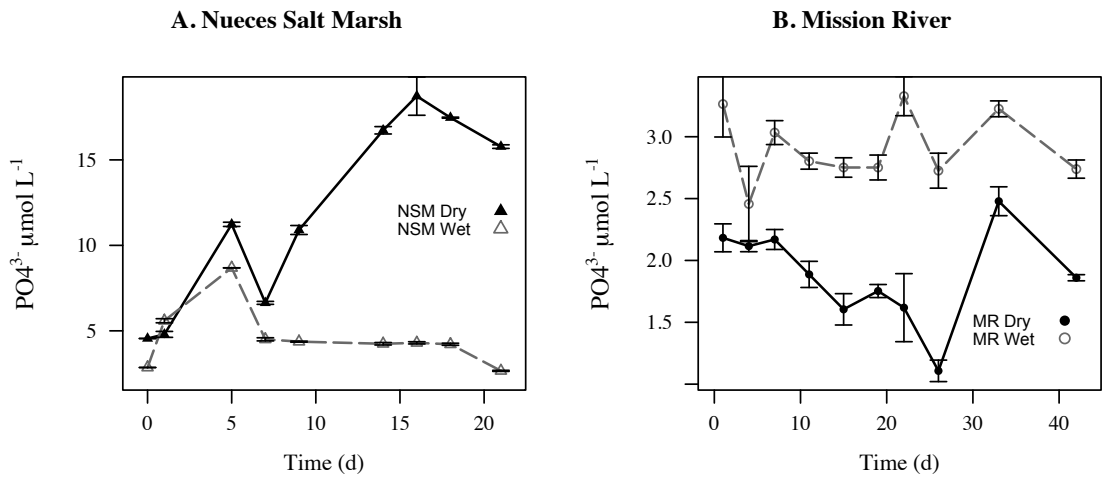 A. Nueces Salt Marsh
PO4³⁻ µmol L⁻¹
15
10
5
NSM Dry
NSM Wet
0 5 10 15 20
Time (d)
B. Mission River
PO4³⁻ µmol L⁻¹
3.0
2.5
2.0
1.5
MR Dry
MR Wet
0 10 20 30 40
Time (d)